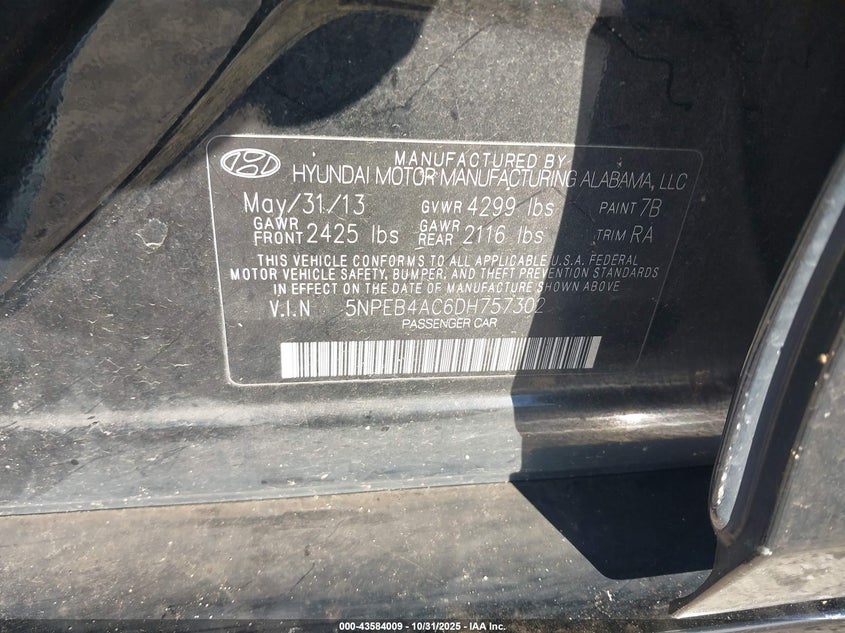 MANUFACTURED BY
HYUNDAI MOTOR MANUFACTURING ALABAMA, LLC
May/31/13 GVWR 4299 lbs PAINT 7B
GAWR FRONT 2425 lbs GAWR REAR 2116 lbs TRIM RA
THIS VEHICLE CONFORMS TO ALL APPLICABLE U.S.A. FEDERAL
MOTOR VEHICLE SAFETY, BUMPER, AND THEFT PREVENTION STANDARDS
IN EFFECT ON THE DATE OF MANUFACTURE SHOWN ABOVE
V.I.N 5NPEB4AC6DH757302
PASSENGER CAR
000-43584009 - 10/31/2025 - IAA Inc.